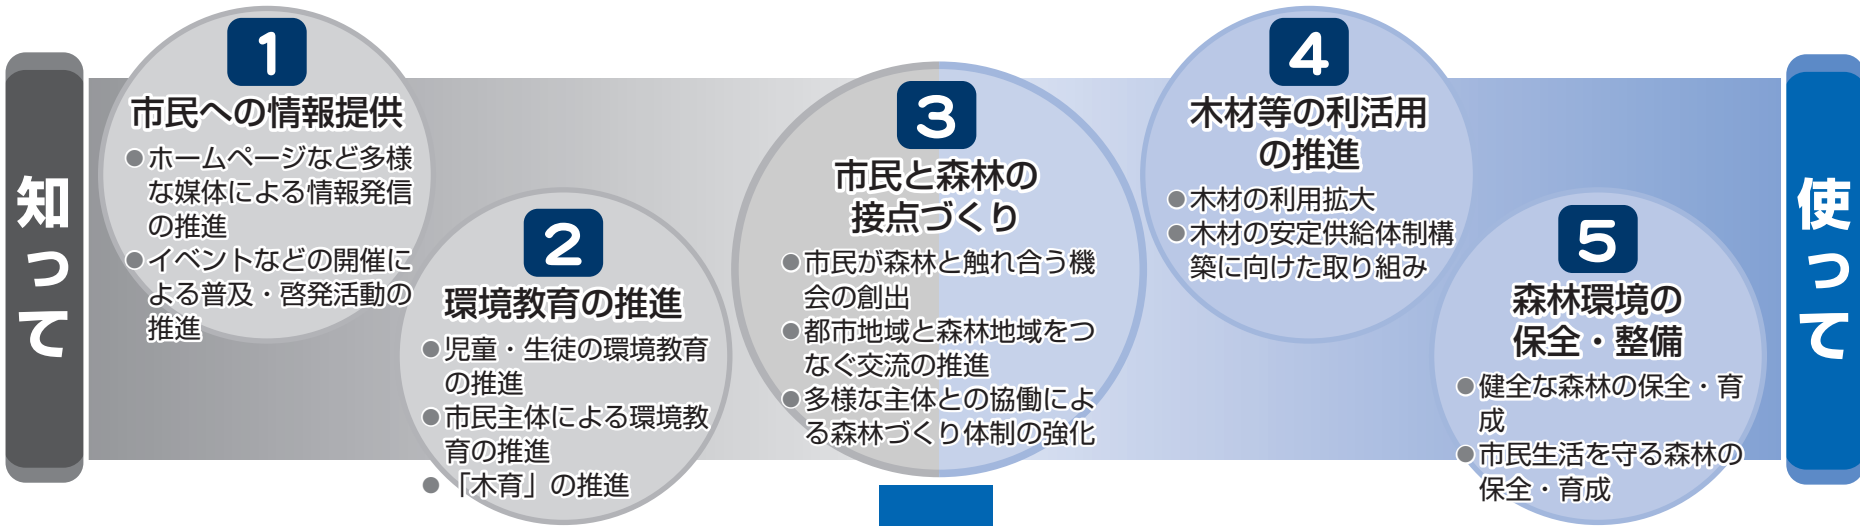 知って
1
市民への情報提供
●ホームページなど多様
な媒体による情報発信
の推進
●イベントなどの開催に
よる普及・啓発活動の
推進
2
環境教育の推進
●児童・生徒の環境教育
の推進
●市民主体による環境教
育の推進
●「木育」の推進
3
市民と森林の
接点づくり
●市民が森林と触れ合う機
会の創出
●都市地域と森林地域をつ
なぐ交流の推進
●多様な主体との協働によ
る森林づくり体制の強化
4
木材等の利活用
の推進
●木材の利用拡大
●木材の安定供給体制構
築に向けた取り組み
5
森林環境の
保全・整備
●健全な森林の保全・育
成
●市民生活を守る森林の
保全・育成
使って